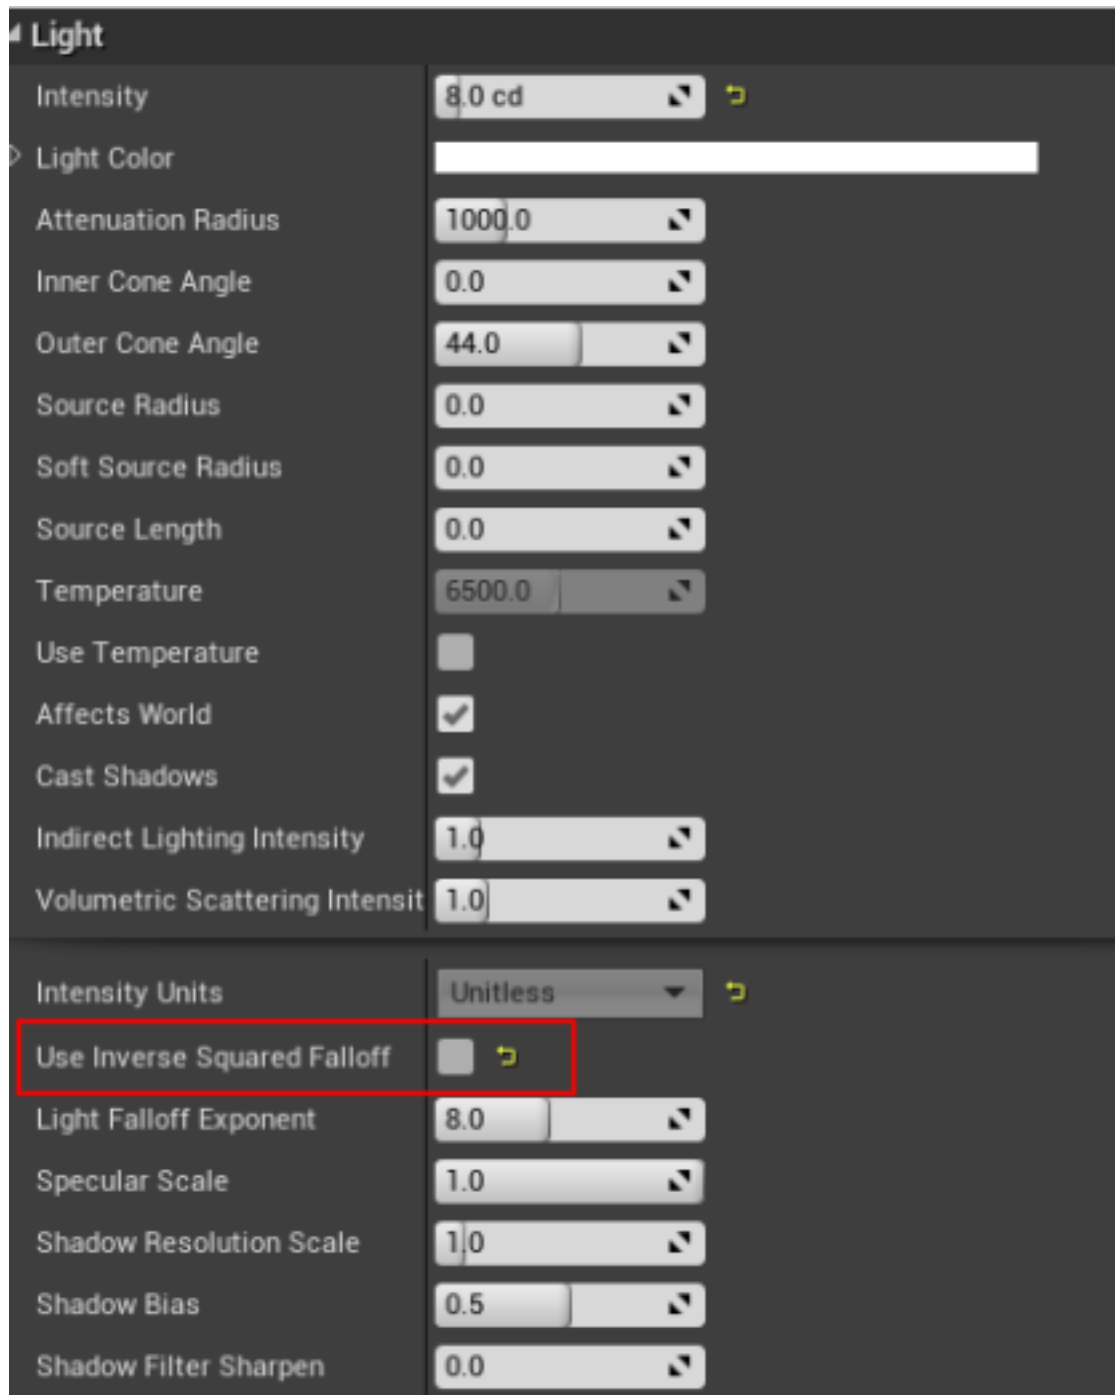 Light
Intensity 8.0 cd
Light Color
Attenuation Radius 1000.0
Inner Cone Angle 0.0
Outer Cone Angle 44.0
Source Radius 0.0
Soft Source Radius 0.0
Source Length 0.0
Temperature 6500.0
Use Temperature
Affects World
Cast Shadows
Indirect Lighting Intensity 1.0
Volumetric Scattering Intensit 1.0
Intensity Units Unitless
Use Inverse Squared Falloff
Light Falloff Exponent 8.0
Specular Scale 1.0
Shadow Resolution Scale 1.0
Shadow Bias 0.5
Shadow Filter Sharpen 0.0